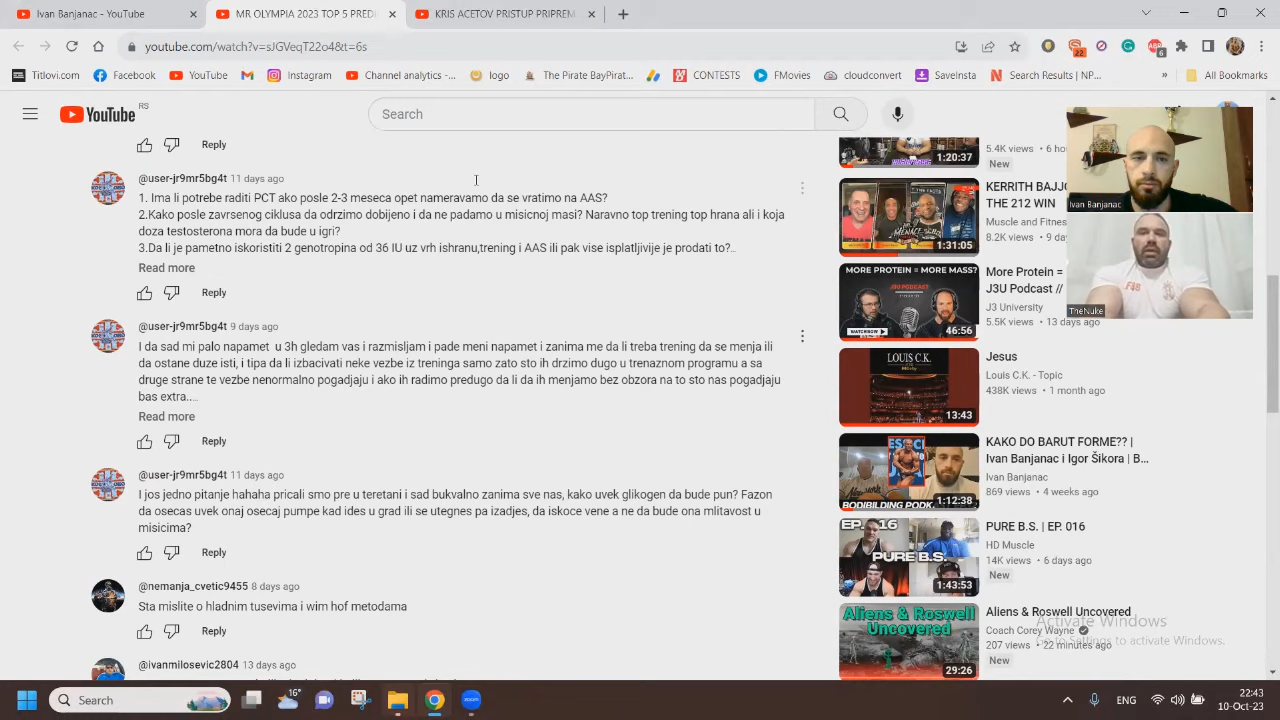 Ivan Banjanac - YouTube
MR OLYMPIA 2023 TOP 5 PREDI
KRIS ACETOV PRISTUP PRIPREM
youtube.com/watch?v=sJGVeqT22o4&t=6s
22
6
Titlovi.com
Facebook
YouTube
M
Instagram
Channel analytics -...
logo
The Pirate BayPirat...
CONTESTS
FMovies
cloudconvert
SaveInsta
Search Results | NP...
»
All Bookmarks
YouTube RS
Search
Reply
@user-jr9mr5bg4t 11 days ago
1. Ima li potrebe raditi PCT ako posle 2-3 meseca opet nameravamo da se vratimo na AAS?
2.Kako posle zavrsenog ciklusa da odrzimo dobijeno i da ne padamo u misicnoj masi? Naravno top trening top hrana ali i koja
doza testosterona mora da bude u igri?
3.Da li je pametno iskoristiti 2 genotropina od 36 IU uz vrh ishranu,trening i AAS ili pak vise isplatljivije je prodati to?..
Read more
Reply
@user-jr9mr5bg4t 9 days ago
I da sad mi palo napamet u 3h gledam vas i razmisljam i pade meni napamet i zanima me da li treba trening da se menja ili
da ostane duze isti, i tipa da li izbacivati neke vezbe iz treninga samo zato sto ih drzimo dugo u trenaznom programu a sa
druge strane te vezbe nenormalno pogadjaju i ako ih radimo predugo da li da ih menjamo bez obzora na to sto nas pogadjaju
bas extra....
Read more
Reply
@user-jr9mr5bg4t 11 days ago
I jos jedno pitanje hahaha pricali smo pre u teretani i sad bukvalno zanima sve nas, kako uvek glikogen da bude pun? Fazon
da osetis uvek onaj osecaj pumpe kad ides u grad ili se utegnes pa izadjes, da iskoce vene a ne da bude ona mlitavost u
misicima?
Reply
@nemanja_cvetic9455 8 days ago
Sta mislite o hladnim tusevima i wim hof metodama
Reply
@ivanmilosevic2804 13 days ago
1:20:37
5.4K views • 6 hou
New
1:31:05
KERRITH BAJJO
THE 212 WIN
Muscle and Fitness
8.2K views • 9 da
MORE PROTEIN = MORE MASS?
J3U PODCAST
WATCH NOW
46:56
More Protein =
J3U Podcast //
J3 University
5.5K views • 13 days ago
LOUIS C.K.
13:43
Jesus
Louis C.K. - Topic
438K views • 1 month ago
1:12:38
KAKO DO BARUT FORME?? |
Ivan Banjanac i Igor Šikora | B...
Ivan Banjanac
869 views • 4 weeks ago
PURE B.S.
1:43:53
PURE B.S. | EP. 016
HD Muscle
14K views • 6 days ago
New
Aliens & Roswell
Uncovered
29:26
Aliens & Roswell Uncovered
Coach Corey Wayne
207 views • 22 minutes ago
New
Ivan Banjanac
TheNuke
Activate Windows
Go to Settings to activate Windows.
Search
16°
zoom
ENG
22:43
10-Oct-23